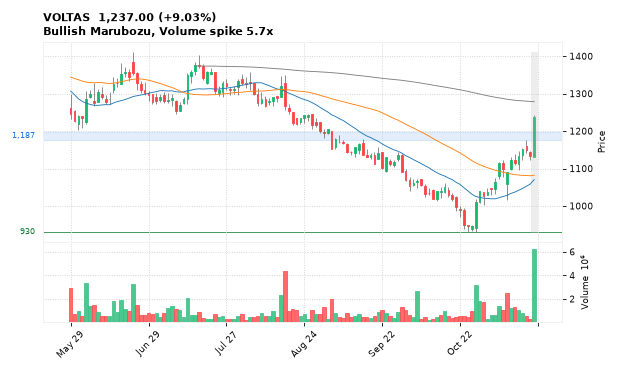 VOLTAS 1,237.00 (+9.03%)
Bullish Marubozu, Volume spike 5.7x
1400
1300
1,187
1200
1100
1000
930
Price
6
4
2
Volume 10⁶
May 29
Jun 29
Jul 27
Aug 24
Sep 22
Oct 22